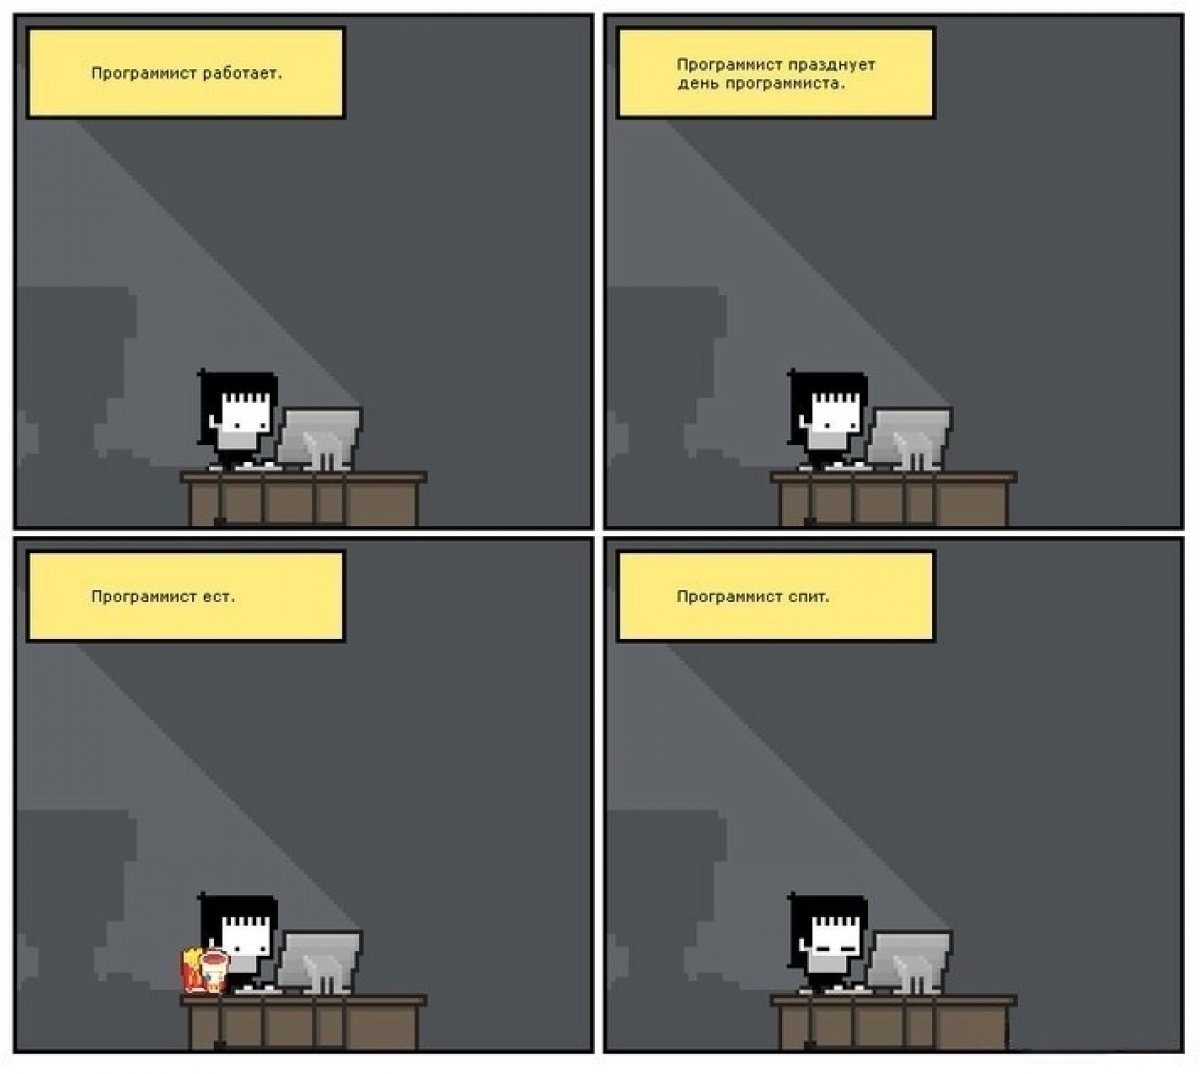 Программист работает.
Программист празднует
день программиста.
Программист ест.
Программист спит.